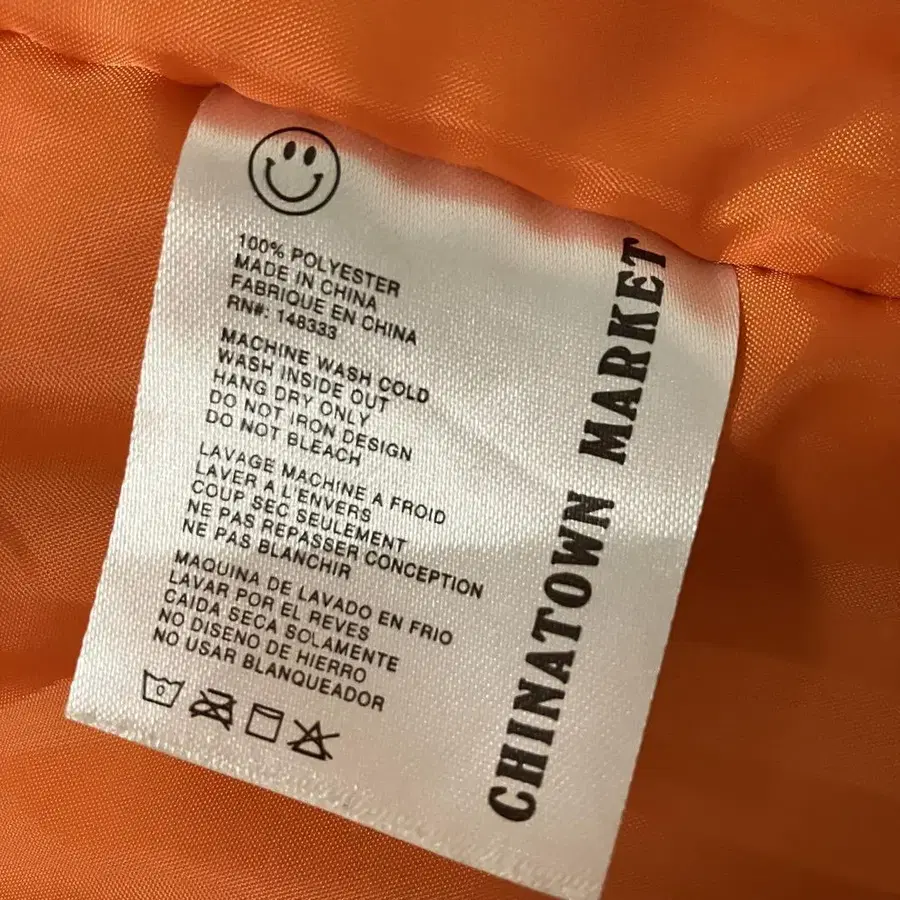 100% POLYESTER
MADE IN CHINA
FABRIQUE EN CHINA
RN#: 148333
MACHINE WASH COLD
WASH INSIDE OUT
HANG DRY ONLY
DO NOT IRON DESIGN
DO NOT BLEACH
LAVAGE MACHINE A FROID
LAVER A L'ENVERS
COUP SEC SEULEMENT
NE PAS REPASSER CONCEPTION
NE PAS BLANCHIR
MAQUINA DE LAVADO EN FRIO
LAVAR POR EL REVES
CAIDA SECA SOLAMENTE
NO DISENO DE HIERRO
NO USAR BLANQUEADOR
0
CHINATOWN MARKET